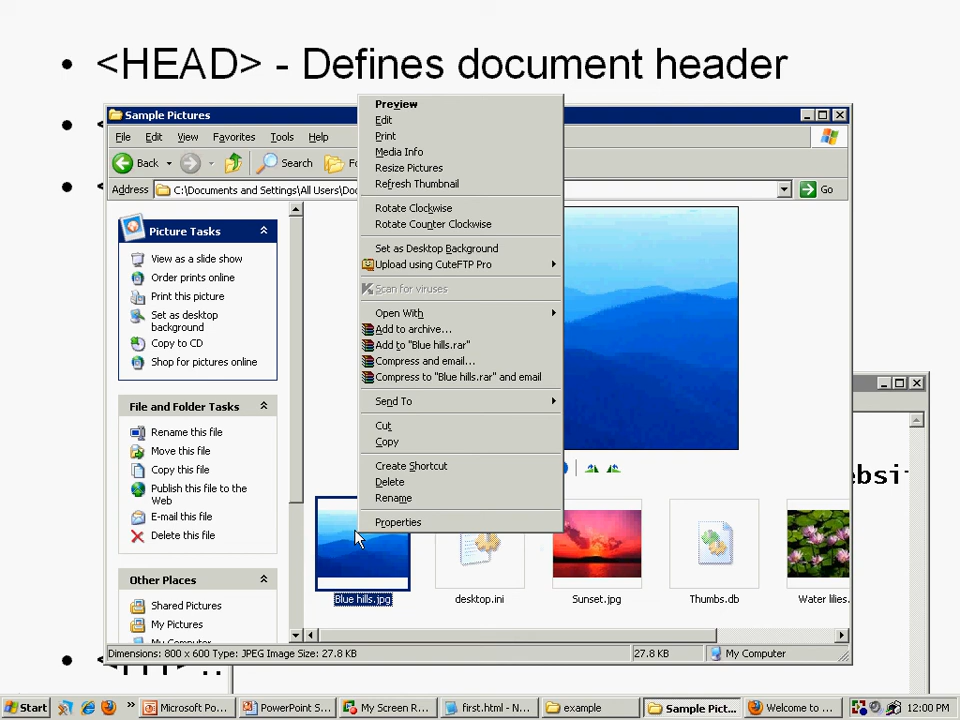 • <HEAD> - Defines document header
Sample Pictures
File Edit View Favorites Tools Help
Back Search
Address C:\Documents and Settings\All Users\Doc Go
Picture Tasks
View as a slide show
Order prints online
Print this picture
Set as desktop
background
Copy to CD
Shop for pictures online
File and Folder Tasks
Rename this file
Move this file
Copy this file
Publish this file to the
Web
E-mail this file
Delete this file
Other Places
Shared Pictures
My Pictures
My Computer
Preview
Edit
Print
Media Info
Resize Pictures
Refresh Thumbnail
Rotate Clockwise
Rotate Counter Clockwise
Set as Desktop Background
Upload using CuteFTP Pro
Scan for viruses
Open With
Add to archive...
Add to "Blue hills.rar"
Compress and email...
Compress to "Blue hills.rar" and email
Send To
Cut
Copy
Create Shortcut
Delete
Rename
Properties
ebsi
Blue hills.jpg desktop.ini Sunset.jpg Thumbs.db Water lilies.
Dimensions: 800 x 600 Type: JPEG Image Size: 27.8 KB 27.8 KB My Computer
Start » Microsoft Po... PowerPoint S... My Screen R... first.html - N... example Sample Pict... Welcome to ... 12:00 PM